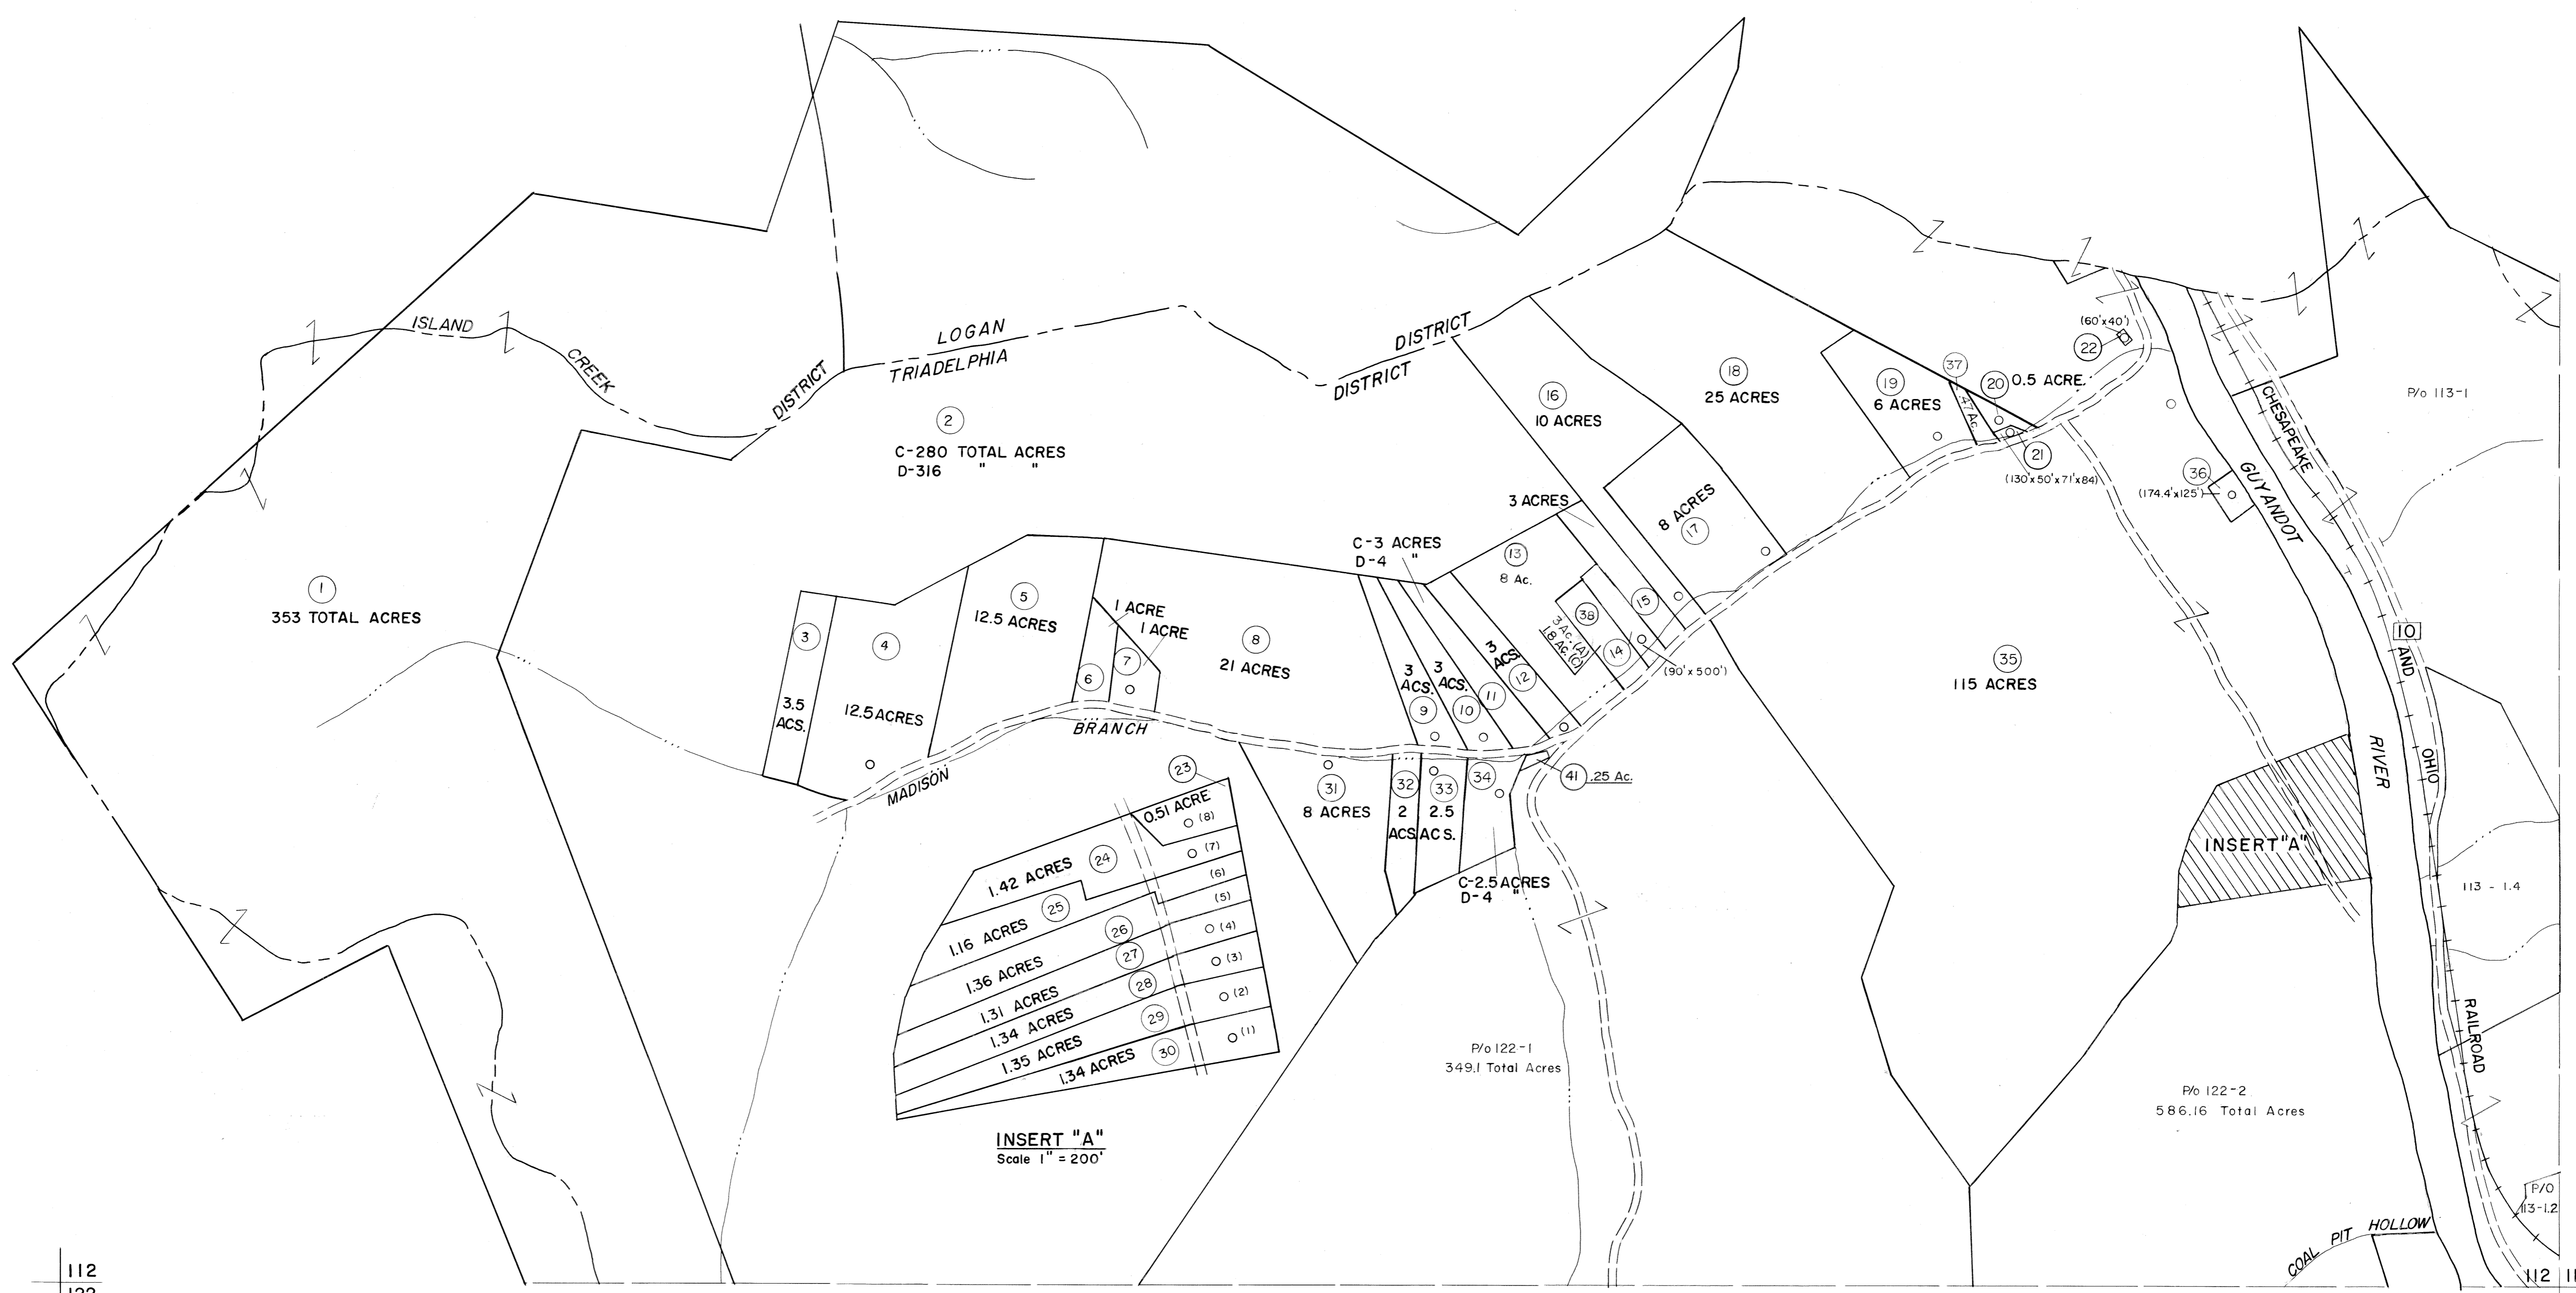 ISLAND
CREEK
DISTRICT
LOGAN
TRIADELPHIA
DISTRICT
DISTRICT
1
353 TOTAL ACRES
2
C-280 TOTAL ACRES
D-316 " "
3
3.5
ACS.
4
12.5 ACRES
5
12.5 ACRES
1 ACRE
1 ACRE
6
7
8
21 ACRES
C-3 ACRES
D-4 "
3
ACS.
9
3
ACS.
10
11
3
ACS.
12
13
8 Ac.
38
3 Ac. (A)
1.8 Ac. (C)
14
(90'x500')
15
3 ACRES
16
10 ACRES
8 ACRES
17
18
25 ACRES
19
6 ACRES
37
.47 Ac.
20
0.5 ACRE
21
(130'x50'x71'x84)
(60'x40')
22
36
(174.4'x125')
GUYANDOT
RIVER
CHESAPEAKE
AND
OHIO
RAILROAD
10
P/o 113-1
113 - 1.4
P/O
113-1.2
35
115 ACRES
INSERT "A"
MADISON
BRANCH
31
8 ACRES
32
2
ACS.
33
2.5
ACS.
34
C-2.5 ACRES
D-4 "
41
.25 Ac.
23
0.51 ACRE
(8)
1.42 ACRES
24
(7)
(6)
1.16 ACRES
25
(5)
1.36 ACRES
26
(4)
1.31 ACRES
27
(3)
1.34 ACRES
28
(2)
1.35 ACRES
29
(1)
1.34 ACRES
30
INSERT "A"
Scale 1" = 200'
P/o 122-1
349.1 Total Acres
P/o 122-2
586.16 Total Acres
COAL PIT HOLLOW
112
112